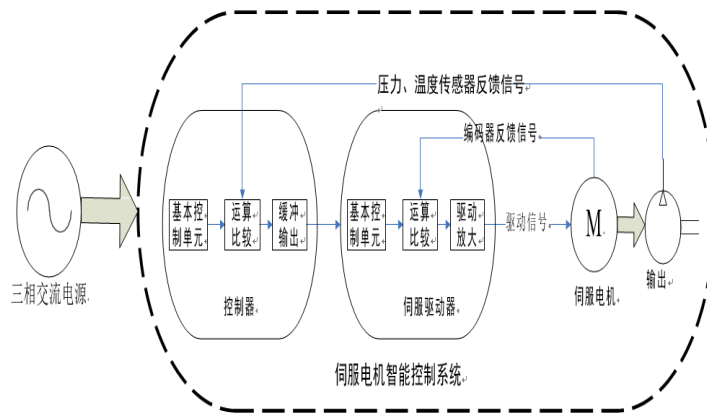 压力、温度传感器反馈信号
编码器反馈信号
基本控
制单元
运算
比较
缓冲
输出
基本控
制单元
运算
比较
驱动
放大
驱动信号
M
三相交流电源
控制器
伺服驱动器
伺服电机
输出
伺服电机智能控制系统